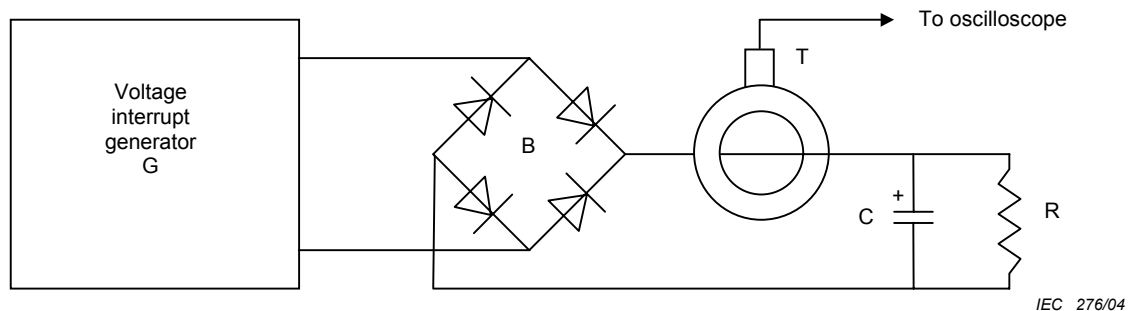 To oscilloscope
T
Voltage
interrupt
generator
G
B
+
C
R
IEC 276/04